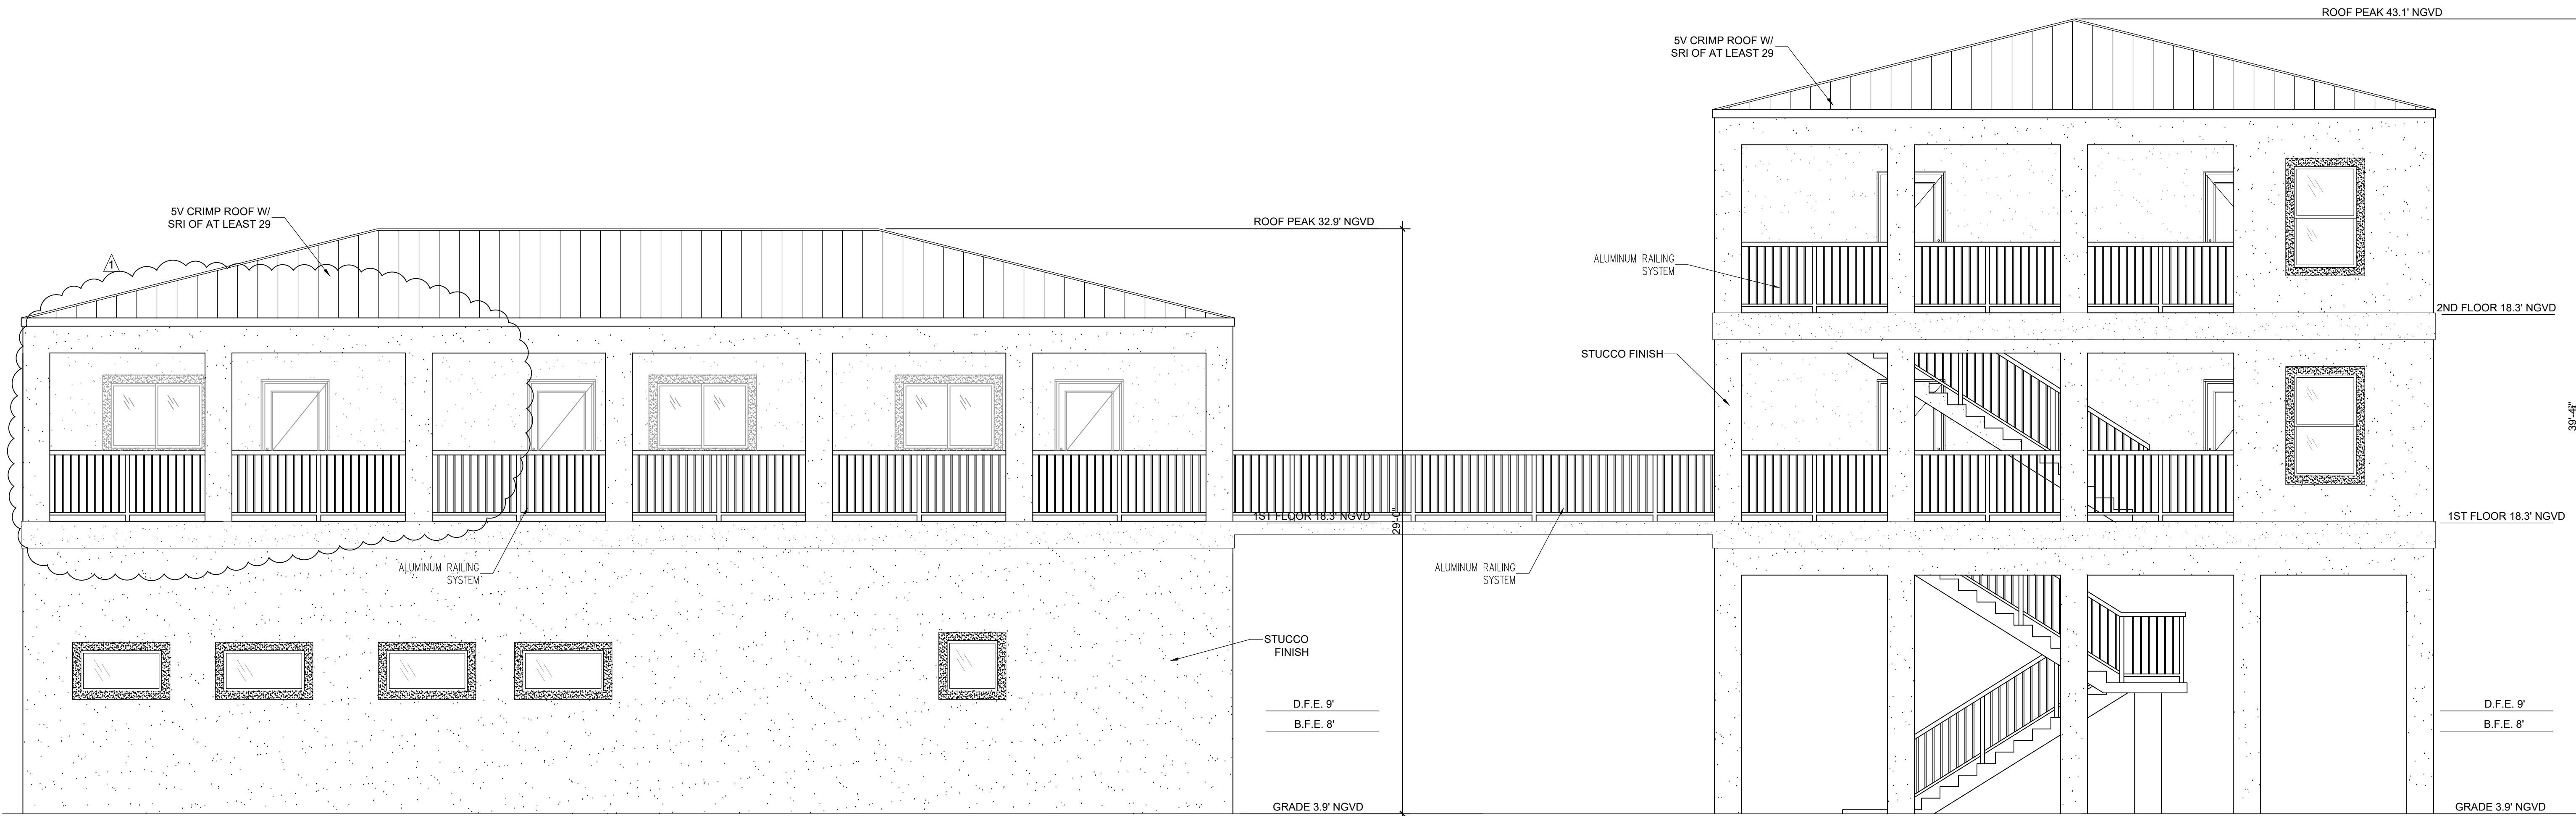 ROOF PEAK 43.1' NGVD
5V CRIMP ROOF W/
SRI OF AT LEAST 29
5V CRIMP ROOF W/
SRI OF AT LEAST 29
ROOF PEAK 32.9' NGVD
1
ALUMINUM RAILING
SYSTEM
2ND FLOOR 18.3' NGVD
STUCCO FINISH
1ST FLOOR 18.3' NGVD
29'-0"
1ST FLOOR 18.3' NGVD
ALUMINUM RAILING
SYSTEM
ALUMINUM RAILING
SYSTEM
STUCCO
FINISH
D.F.E. 9'
B.F.E. 8'
D.F.E. 9'
B.F.E. 8'
GRADE 3.9' NGVD
GRADE 3.9' NGVD